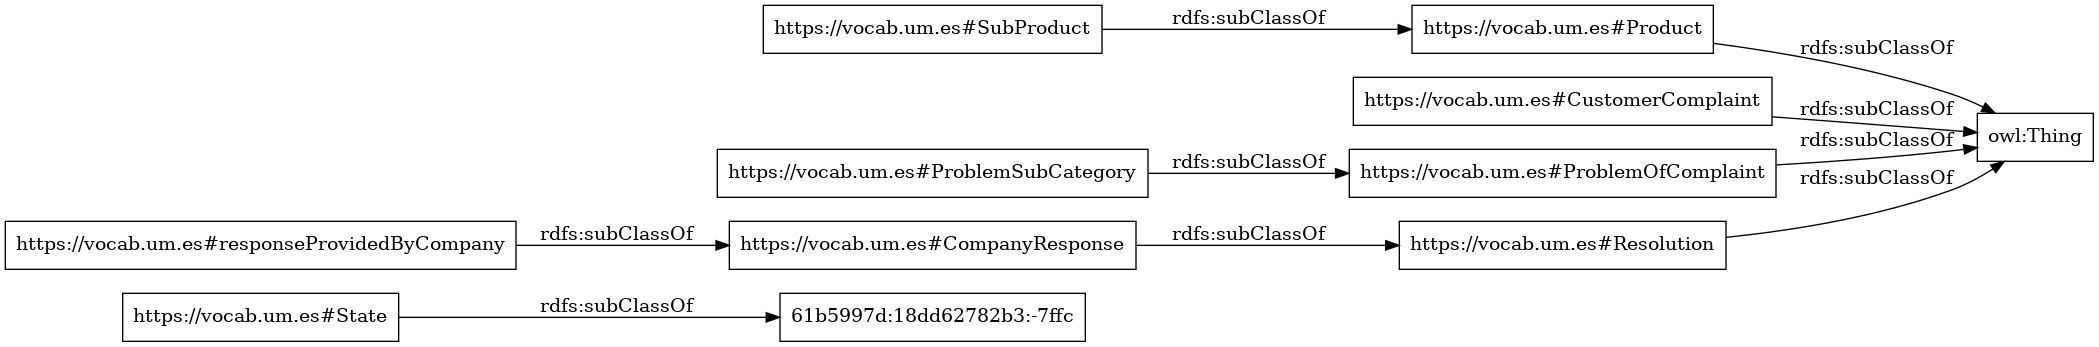 https://vocab.um.es#SubProduct
rdfs:subClassOf
https://vocab.um.es#Product
rdfs:subClassOf
https://vocab.um.es#CustomerComplaint
rdfs:subClassOf
owl:Thing
https://vocab.um.es#ProblemSubCategory
rdfs:subClassOf
https://vocab.um.es#ProblemOfComplaint
rdfs:subClassOf
https://vocab.um.es#responseProvidedByCompany
rdfs:subClassOf
https://vocab.um.es#CompanyResponse
rdfs:subClassOf
https://vocab.um.es#Resolution
rdfs:subClassOf
https://vocab.um.es#State
rdfs:subClassOf
61b5997d:18dd62782b3:-7ffc